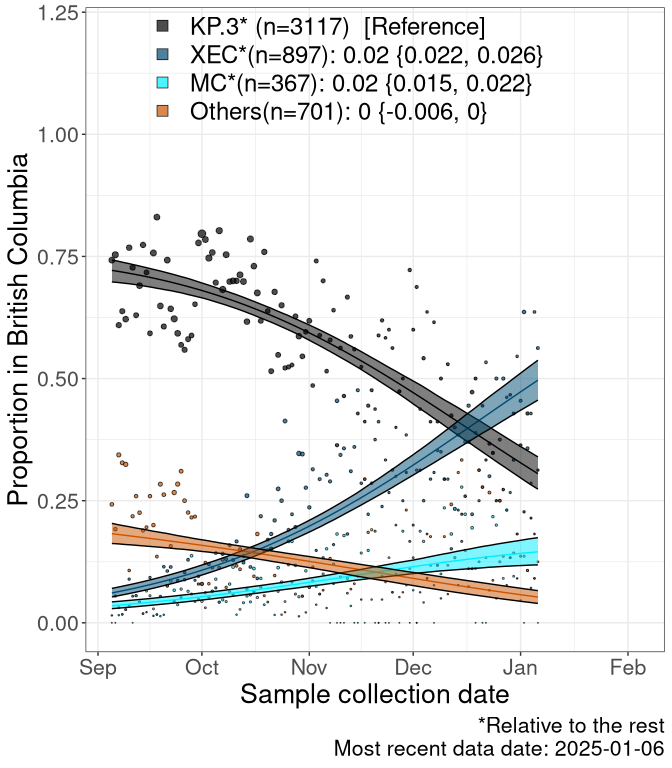 KP.3* (n=3117)  [Reference]
XEC*(n=897): 0.02 {0.022, 0.026}
MC*(n=367): 0.02 {0.015, 0.022}
Others(n=701): 0 {-0.006, 0}
1.25
1.00
0.75
0.50
0.25
0.00
Proportion in British Columbia
Sep Oct Nov Dec Jan Feb
Sample collection date
*Relative to the rest
Most recent data date: 2025-01-06